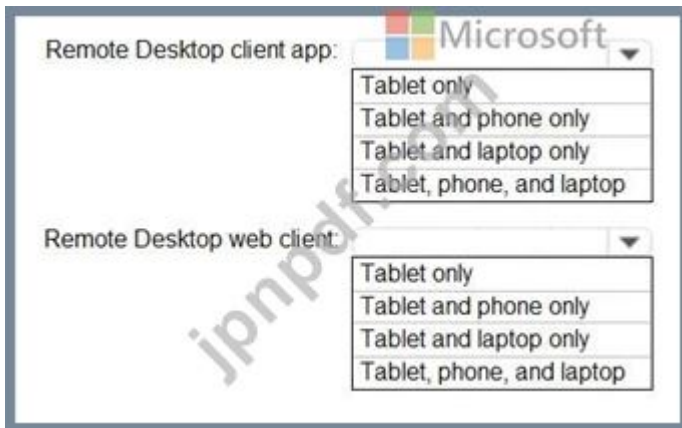 Microsoft
Remote Desktop client app:
Tablet only
Tablet and phone only
Tablet and laptop only
Tablet, phone, and laptop
Remote Desktop web client:
Tablet only
Tablet and phone only
Tablet and laptop only
Tablet, phone, and laptop
jpnpdf.com